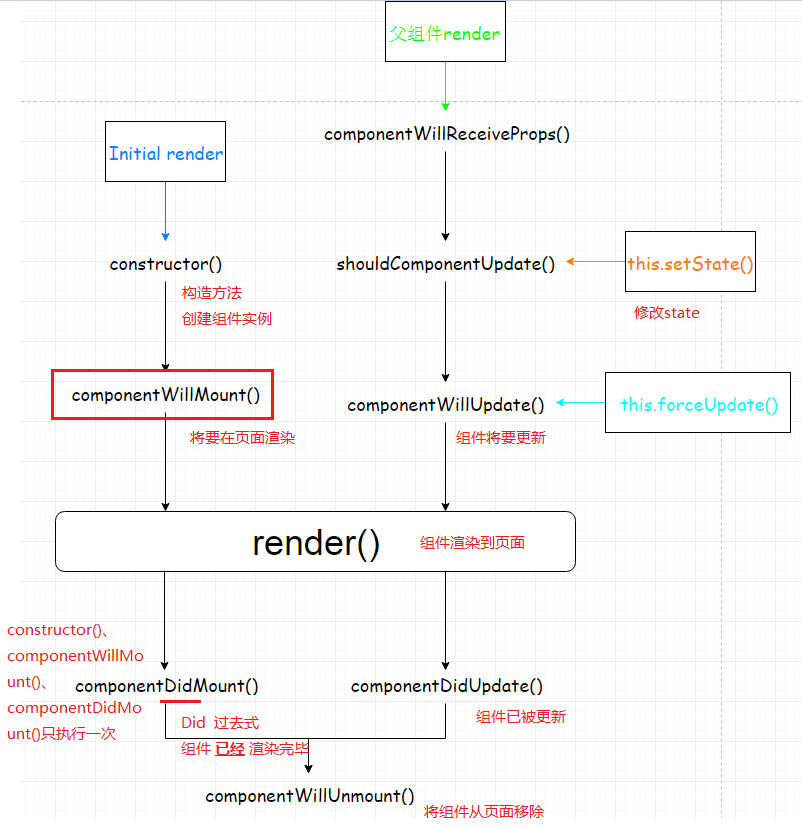 父组件render
componentWillReceiveProps()
Initial render
constructor()
构造方法
创建组件实例
shouldComponentUpdate()
this.setState()
修改state
componentWillMount()
将要在页面渲染
componentWillUpdate()
组件将要更新
this.forceUpdate()
render()
组件渲染到页面
constructor()、
componentWillMo
unt()、
componentDidMo
unt()只执行一次
componentDidMount()
Did 过去式
组件 已经 渲染完毕
componentDidUpdate()
组件已被更新
componentWillUnmount()
将组件从页面移除